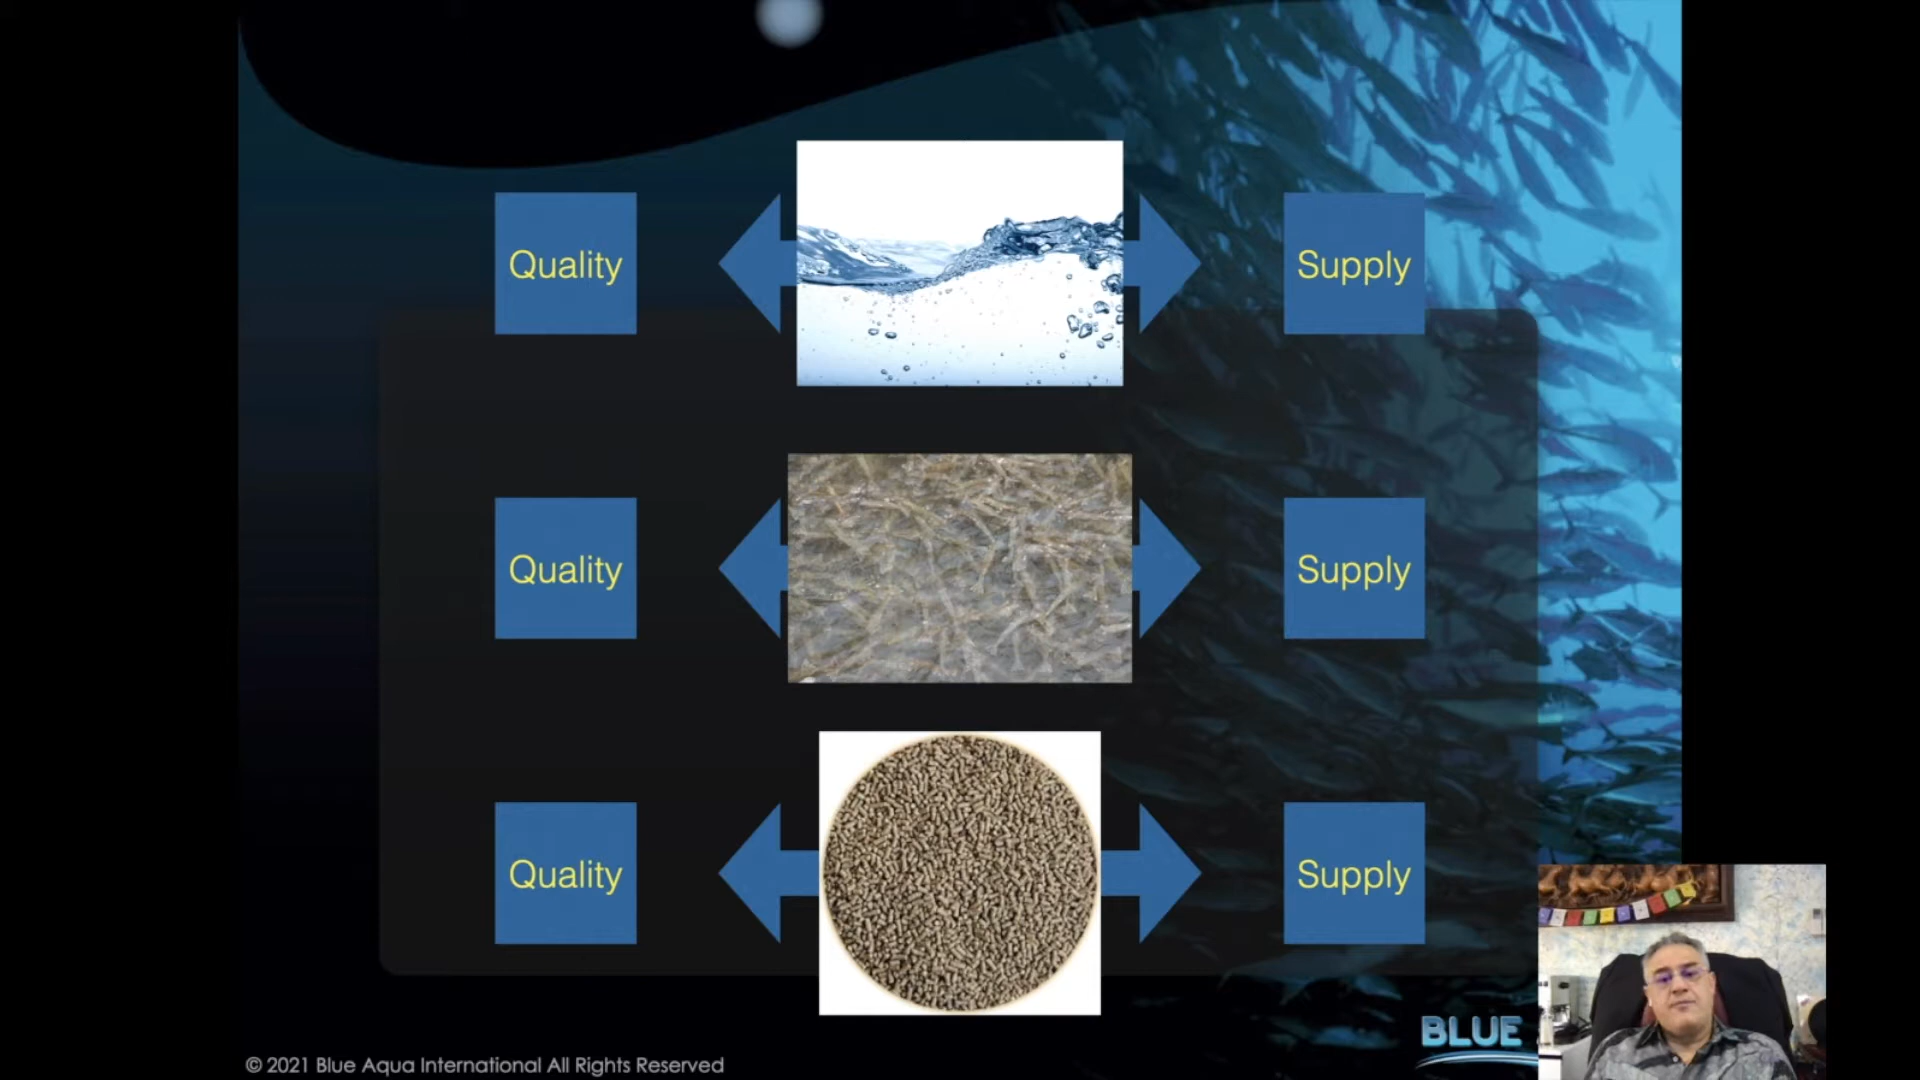 Quality
Supply
Quality
Supply
Quality
Supply
BLUE
© 2021 Blue Aqua International All Rights Reserved